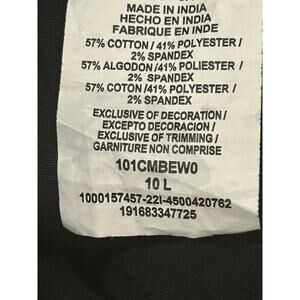 MADE IN INDIA
HECHO EN INDIA
FABRIQUE EN INDE
57% COTTON / 41% POLYESTER /
2% SPANDEX
57% ALGODON / 41% POLIESTER /
2% SPANDEX
57% COTON / 41% POLYESTER /
2% SPANDEX
EXCLUSIVE OF DECORATION /
EXCEPTO DECORACION /
EXCLUSIVE OF TRIMMING /
GARNITURE NON COMPRISE
101CMBEW0
10 L
1000157457-22I-4500420762
191683347725